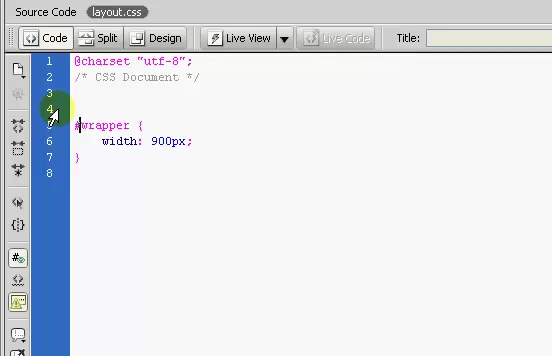 Source Code layout.css
Code Split Design Live View Live Code Title:
1 @charset "utf-8";
2 /* CSS Document */
3
4
5 #wrapper {
6 width: 900px;
7 }
8